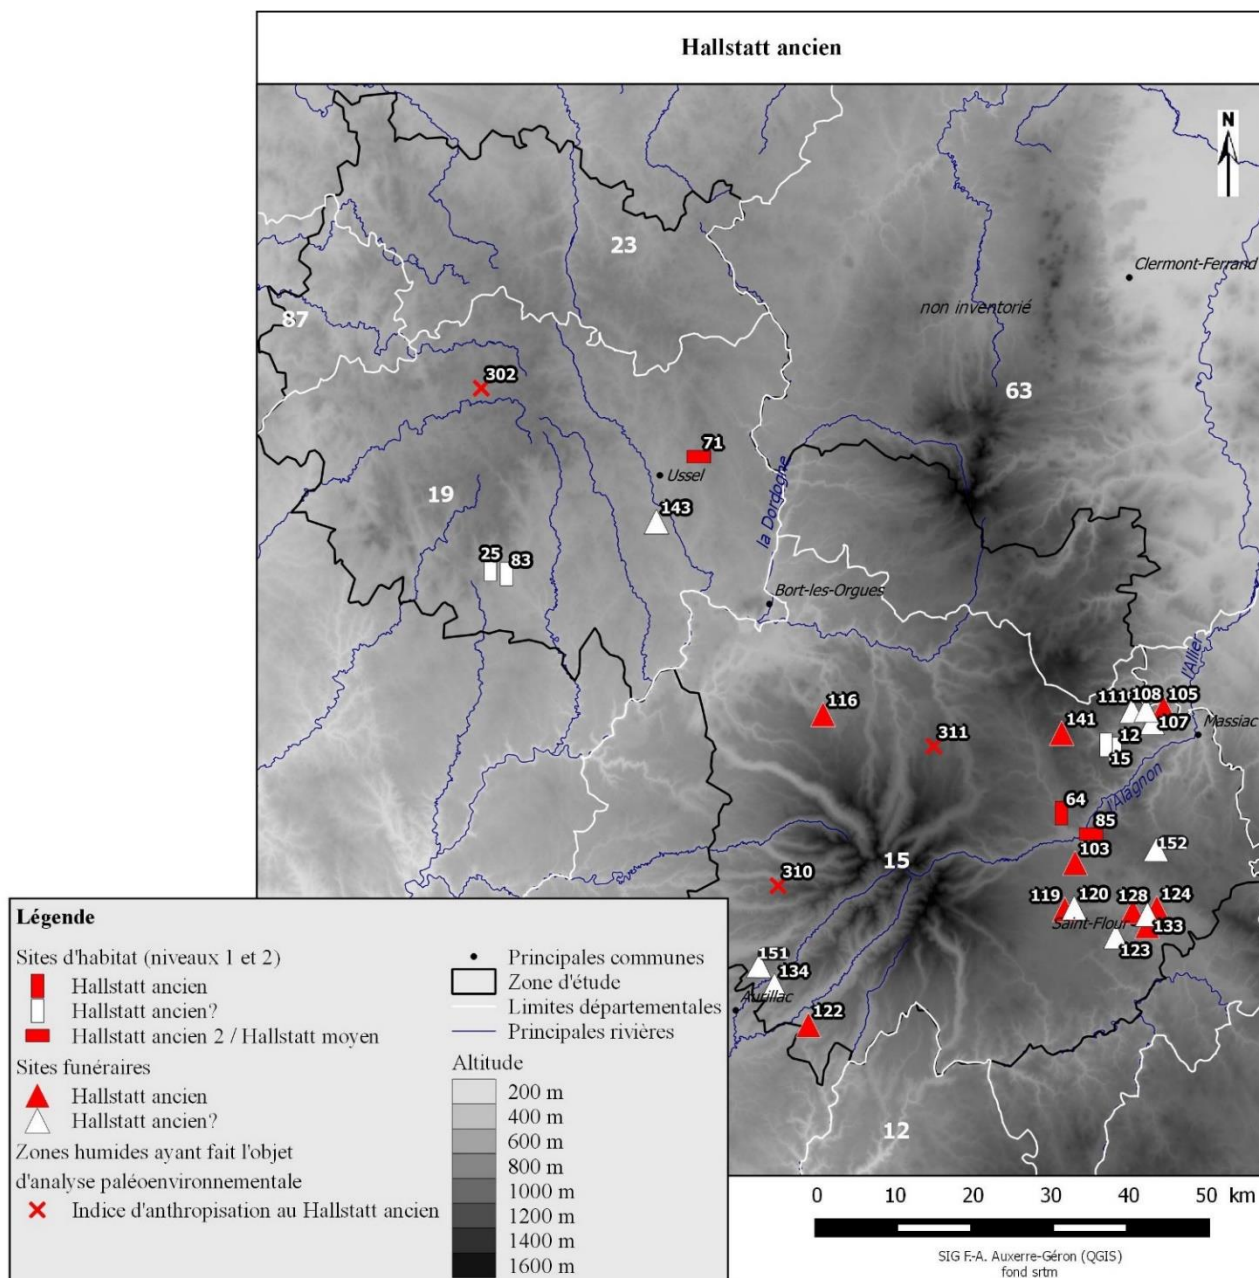 Hallstatt ancien
N
23
Clermont-Ferrand
87
non inventorié
63
302
71
Ussel
19
143
la Dordogne
25
83
Bort-les-Orgues
l'Allier
116
111
108
105
141
107
Massiac
311
12
15
64
l'Alagnon
85
103
152
15
310
119
120
128
124
Saint-Flour
133
123
151
134
Aurillac
122
12
Légende
Sites d'habitat (niveaux 1 et 2)
Hallstatt ancien
Hallstatt ancien?
Hallstatt ancien 2 / Hallstatt moyen
Sites funéraires
Hallstatt ancien
Hallstatt ancien?
Zones humides ayant fait l'objet
d'analyse paléoenvironnementale
Indice d'anthropisation au Hallstatt ancien
Principales communes
Zone d'étude
Limites départementales
Principales rivières
Altitude
200 m
400 m
600 m
800 m
1000 m
1200 m
1400 m
1600 m
0 10 20 30 40 50 km
SIG F.-A. Auxerre-Géron (QGIS)
fond srtm